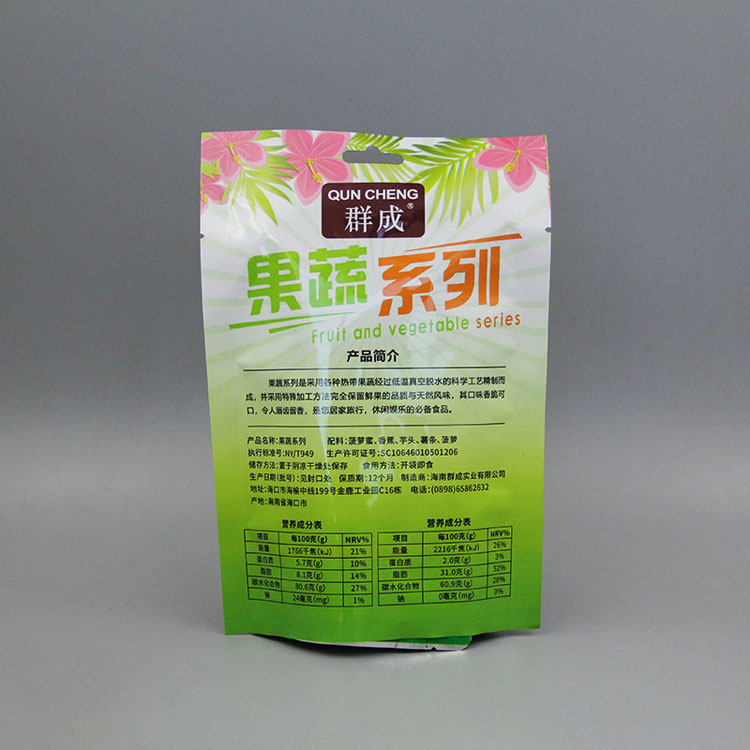 QUN CHENG
群成®
果蔬系列
Fruit and vegetable series
产品简介
果蔬系列是采用各种热带果蔬经过低温真空脱水的科学工艺精制而
成，并采用特殊加工方法完全保留鲜果的品质与天然风味，其口味香脆可
口，令人唇齿留香，是您居家旅行，休闲娱乐的必备食品。
产品名称:果蔬系列 配料:菠萝蜜、香蕉、芋头、薯条、菠萝
执行标准号:NY/T949 生产许可证号:SC10646010501206
储存方法:置于阴凉干燥处保存 食用方法:开袋即食
生产日期(批号):见封口处 保质期:12个月 制造商:海南群成实业有限公司
地址:海口市海榆中线199号金鹿工业园C16栋 电话:(0898)65862632
产地:海南省海口市
营养成分表
项目 每100克(g) NRV%
能量 1766千焦(kJ) 21%
蛋白质 5.7克(g) 10%
脂肪 8.1克(g) 14%
碳水化合物 80.6克(g) 27%
钠 24毫克(mg) 1%
营养成分表
项目 每100克(g) NRV%
能量 2216千焦(kJ) 26%
蛋白质 2.0克(g) 3%
脂肪 31.0克(g) 52%
碳水化合物 60.9克(g) 20%
钠 0毫克(mg) 0%